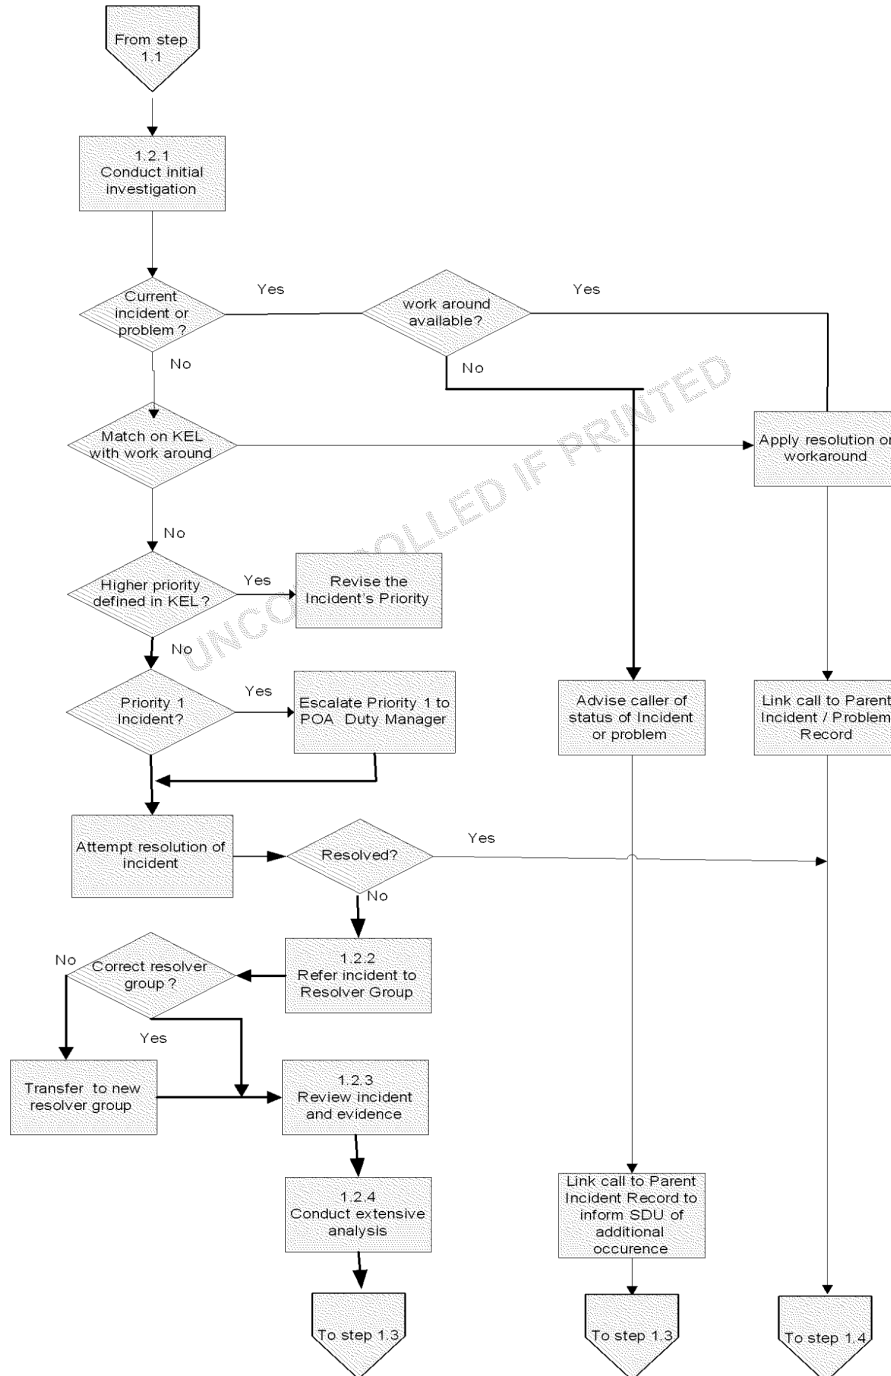 From step
1.1
1.2.1
Conduct initial
investigation
Current
incident or
problem ?
Yes
work around
available?
Yes
No
No
Match on KEL
with work around
Apply resolution or
workaround
No
Higher priority
defined in KEL?
Yes
Revise the
Incident's Priority
No
Priority 1
Incident?
Yes
Escalate Priority 1 to
POA Duty Manager
Advise caller of
status of Incident
or problem
Link call to Parent
Incident / Problem
Record
Attempt resolution of
incident
Resolved?
Yes
No
1.2.2
Refer incident to
Resolver Group
Correct resolver
group ?
No
Yes
Transfer to new
resolver group
1.2.3
Review incident
and evidence
1.2.4
Conduct extensive
analysis
Link call to Parent
Incident Record to
inform SDU of
additional
occurence
To step 1.3
To step 1.3
To step 1.4
IF PRINTED